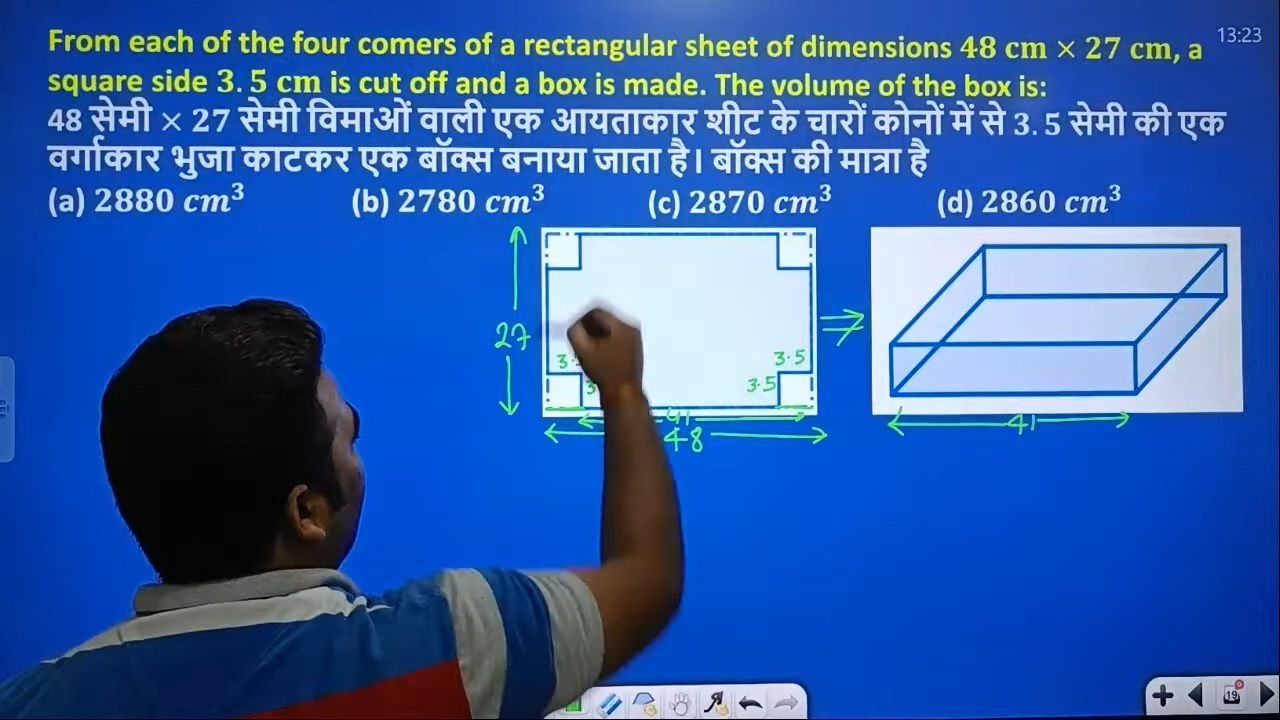 13:23
From each of the four comers of a rectangular sheet of dimensions 48 cm × 27 cm, a
square side 3.5 cm is cut off and a box is made. The volume of the box is:
48 सेमी × 27 सेमी विमाओं वाली एक आयताकार शीट के चारों कोनों में से 3.5 सेमी की एक
वर्गाकार भुजा काटकर एक बॉक्स बनाया जाता है। बॉक्स की मात्रा है
(a) 2880 cm³ (b) 2780 cm³ (c) 2870 cm³ (d) 2860 cm³
27
3.5
3.5
41
48
41
19